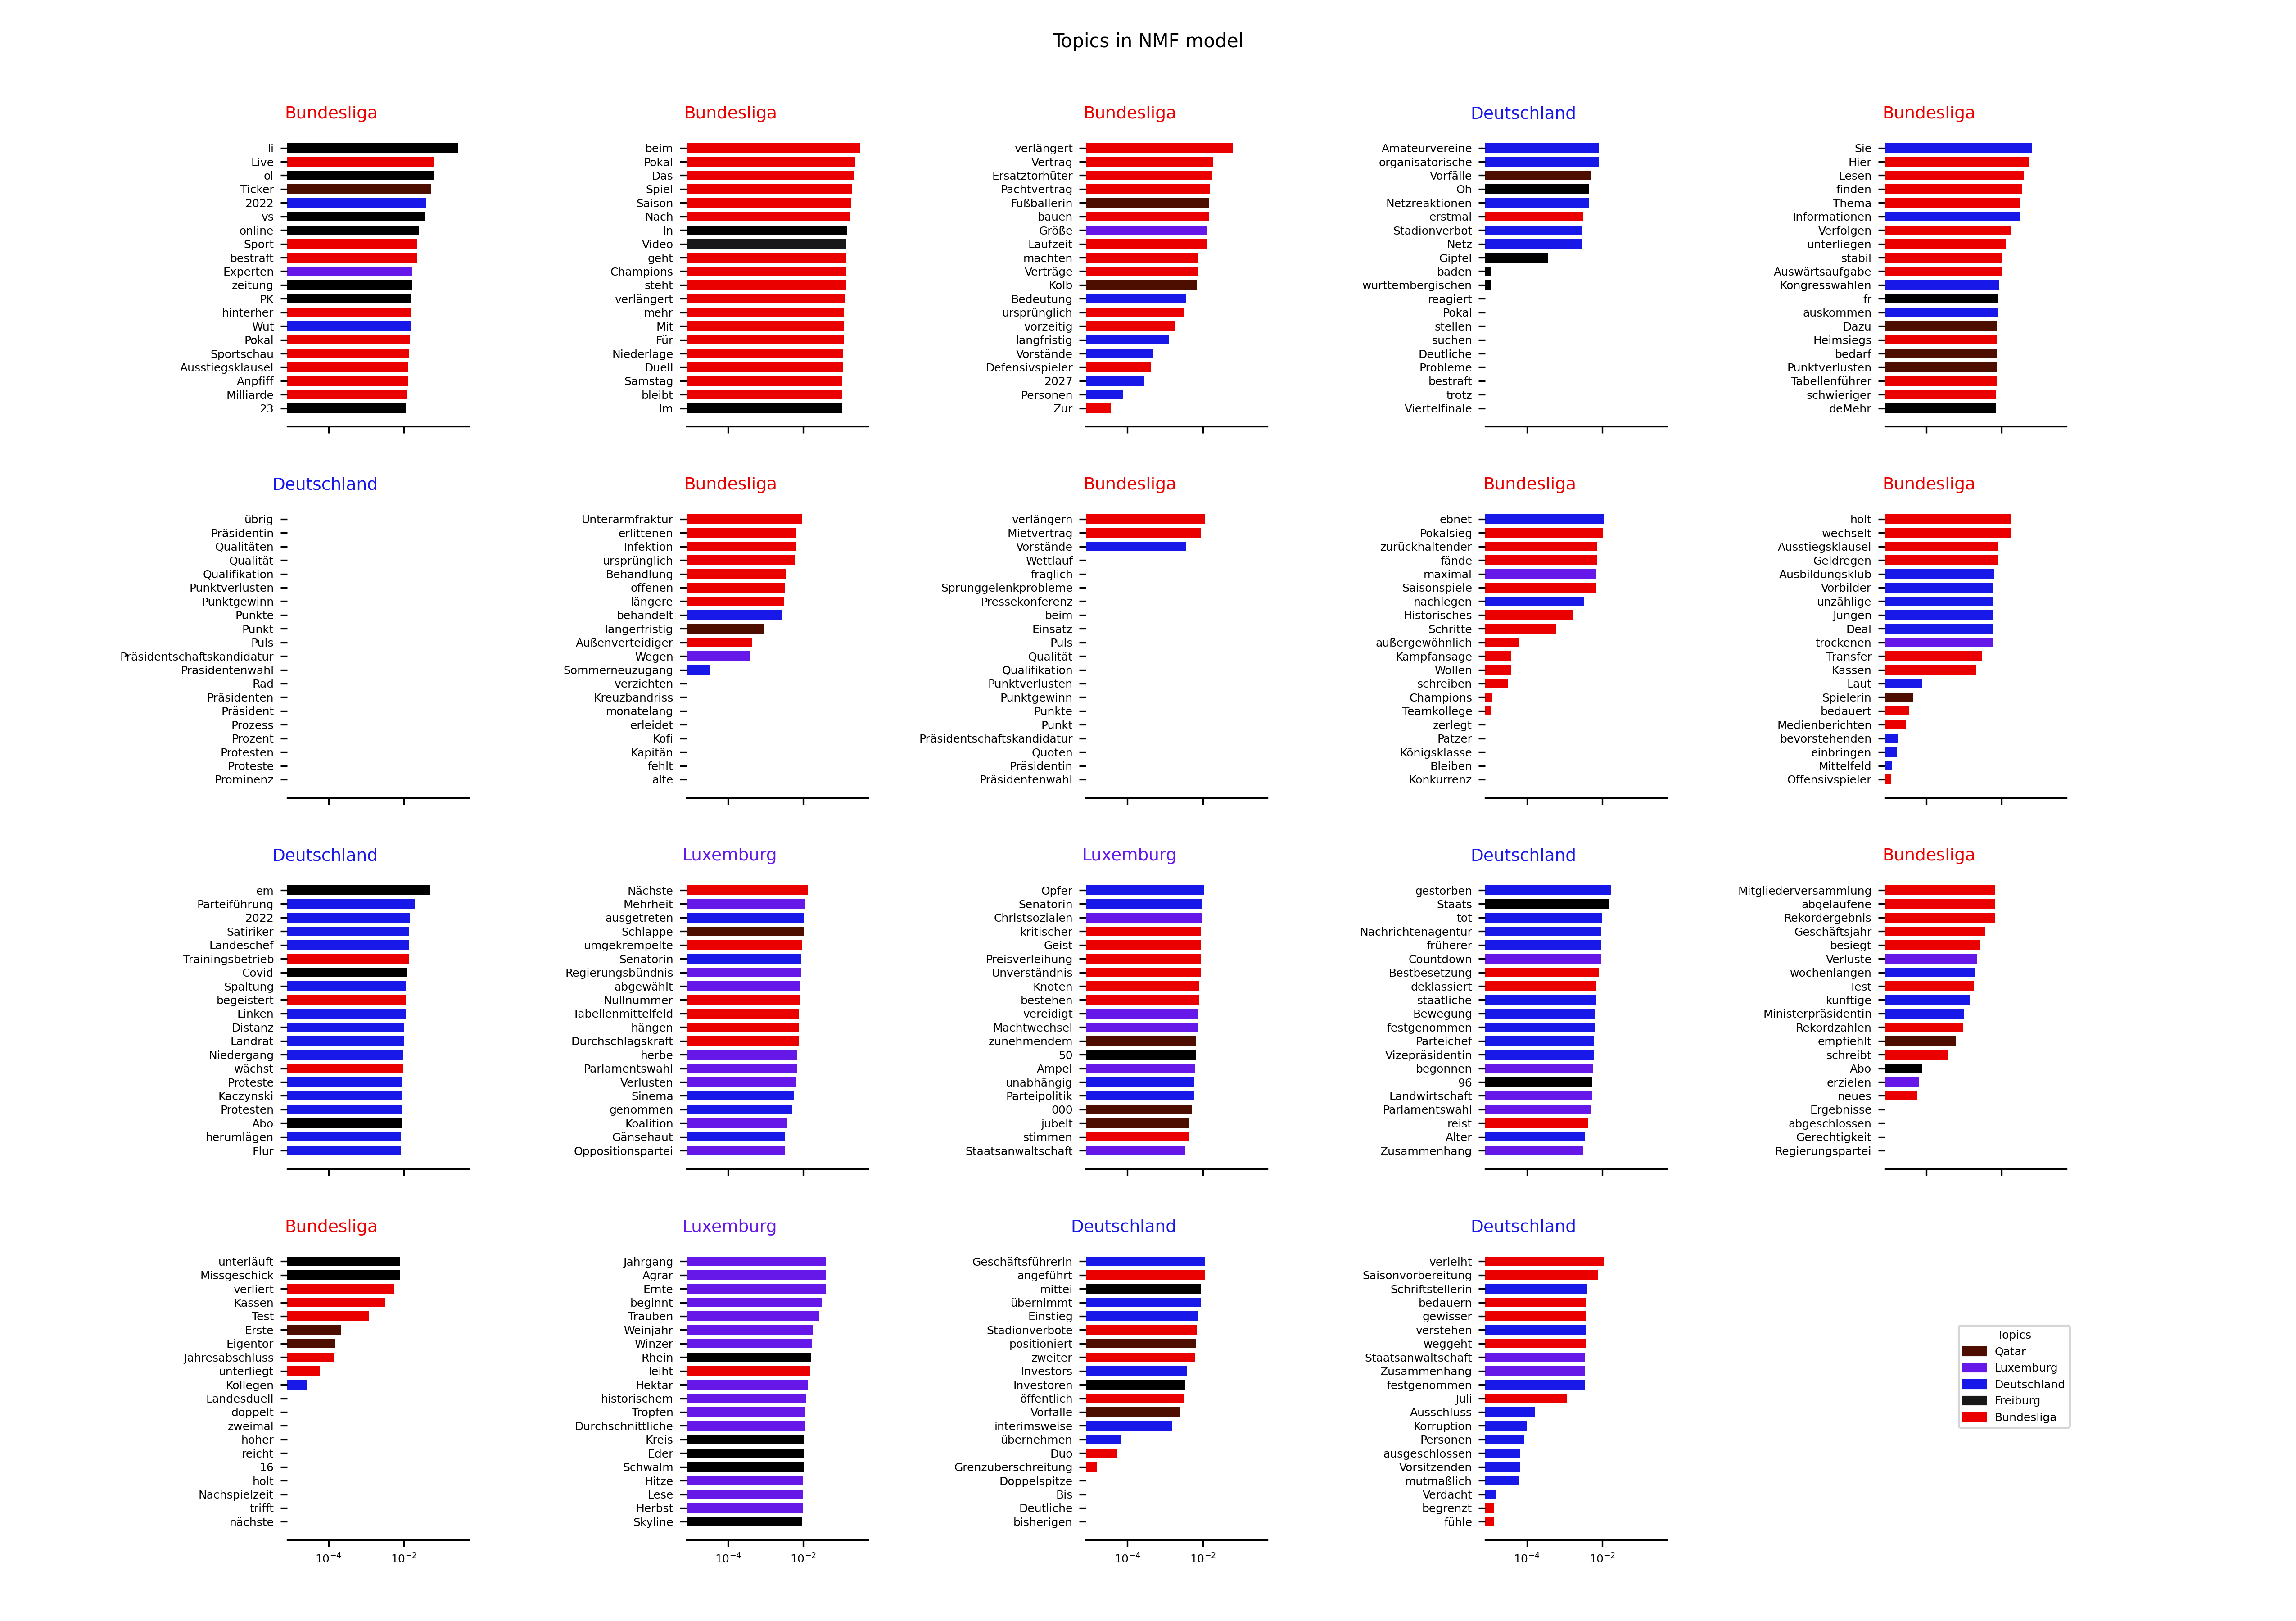 Topics in NMF model
Bundesliga
li
Live
ol
Ticker
2022
vs
online
Sport
bestraft
Experten
zeitung
PK
hinterher
Wut
Pokal
Sportschau
Ausstiegsklausel
Anpfiff
Milliarde
23
Bundesliga
beim
Pokal
Das
Spiel
Saison
Nach
In
Video
geht
Champions
steht
verlängert
mehr
Mit
Für
Niederlage
Duell
Samstag
bleibt
Im
Bundesliga
verlängert
Vertrag
Ersatztorhüter
Pachtvertrag
Fußballerin
bauen
Größe
Laufzeit
machten
Verträge
Kolb
Bedeutung
ursprünglich
vorzeitig
langfristig
Vorstände
Defensivspieler
2027
Personen
Zur
Deutschland
Amateurvereine
organisatorische
Vorfälle
Oh
Netzreaktionen
erstmal
Stadionverbot
Netz
Gipfel
baden
württembergischen
reagiert
Pokal
stellen
suchen
Deutliche
Probleme
bestraft
trotz
Viertelfinale
Bundesliga
Sie
Hier
Lesen
finden
Thema
Informationen
Verfolgen
unterliegen
stabil
Auswärtsaufgabe
Kongresswahlen
fr
auskommen
Dazu
Heimsiegs
bedarf
Punktverlusten
Tabellenführer
schwieriger
deMehr
Deutschland
übrig
Präsidentin
Qualitäten
Qualität
Qualifikation
Punktverlusten
Punktgewinn
Punkte
Punkt
Puls
Präsidentschaftskandidatur
Präsidentenwahl
Rad
Präsidenten
Präsident
Prozess
Prozent
Protesten
Proteste
Prominenz
Bundesliga
Unterarmfraktur
erlittenen
Infektion
ursprünglich
Behandlung
offenen
längere
behandelt
längerfristig
Außenverteidiger
Wegen
Sommerneuzugang
verzichten
Kreuzbandriss
monatelang
erleidet
Kofi
Kapitän
fehlt
alte
Bundesliga
verlängern
Mietvertrag
Vorstände
Wettlauf
fraglich
Sprunggelenkprobleme
Pressekonferenz
beim
Einsatz
Puls
Qualität
Qualifikation
Punktverlusten
Punktgewinn
Punkte
Punkt
Präsidentschaftskandidatur
Quoten
Präsidentin
Präsidentenwahl
Bundesliga
ebnet
Pokalsieg
zurückhaltender
fände
maximal
Saisonspiele
nachlegen
Historisches
Schritte
außergewöhnlich
Kampfansage
Wollen
schreiben
Champions
Teamkollege
zerlegt
Patzer
Königsklasse
Bleiben
Konkurrenz
Bundesliga
holt
wechselt
Ausstiegsklausel
Geldregen
Ausbildungsklub
Vorbilder
unzählige
Jungen
Deal
trockenen
Transfer
Kassen
Laut
Spielerin
bedauert
Medienberichten
bevorstehenden
einbringen
Mittelfeld
Offensivspieler
Deutschland
em
Parteiführung
2022
Satiriker
Landeschef
Trainingsbetrieb
Covid
Spaltung
begeistert
Linken
Distanz
Landrat
Niedergang
wächst
Proteste
Kaczynski
Protesten
Abo
herumlägen
Flur
Luxemburg
Nächste
Mehrheit
ausgetreten
Schlappe
umgekrempelte
Senatorin
Regierungsbündnis
abgewählt
Nullnummer
Tabellenmittelfeld
hängen
Durchschlagskraft
herbe
Parlamentswahl
Verlusten
Sinema
genommen
Koalition
Gänsehaut
Oppositionspartei
Luxemburg
Opfer
Senatorin
Christsozialen
kritischer
Geist
Preisverleihung
Unverständnis
Knoten
bestehen
vereidigt
Machtwechsel
zunehmendem
50
Ampel
unabhängig
Parteipolitik
000
jubelt
stimmen
Staatsanwaltschaft
Deutschland
gestorben
Staats
tot
Nachrichtenagentur
früherer
Countdown
Bestbesetzung
deklassiert
staatliche
Bewegung
festgenommen
Parteichef
Vizepräsidentin
begonnen
96
Landwirtschaft
Parlamentswahl
reist
Alter
Zusammenhang
Bundesliga
Mitgliederversammlung
abgelaufene
Rekordergebnis
Geschäftsjahr
besiegt
Verluste
wochenlangen
Test
künftige
Ministerpräsidentin
Rekordzahlen
empfiehlt
schreibt
Abo
erzielen
neues
Ergebnisse
abgeschlossen
Gerechtigkeit
Regierungspartei
Bundesliga
unterläuft
Missgeschick
verliert
Kassen
Test
Erste
Eigentor
Jahresabschluss
unterliegt
Kollegen
Landesduell
doppelt
zweimal
hoher
reicht
16
holt
Nachspielzeit
trifft
nächste
10⁻⁴ 10⁻²
Luxemburg
Jahrgang
Agrar
Ernte
beginnt
Trauben
Weinjahr
Winzer
Rhein
leiht
Hektar
historischem
Tropfen
Durchschnittliche
Kreis
Eder
Schwalm
Hitze
Lese
Herbst
Skyline
10⁻⁴ 10⁻²
Deutschland
Geschäftsführerin
angeführt
mittei
übernimmt
Einstieg
Stadionverbote
positioniert
zweiter
Investors
Investoren
öffentlich
Vorfälle
interimsweise
übernehmen
Duo
Grenzüberschreitung
Doppelspitze
Bis
Deutliche
bisherigen
10⁻⁴ 10⁻²
Deutschland
verleiht
Saisonvorbereitung
Schriftstellerin
bedauern
gewisser
verstehen
weggeht
Staatsanwaltschaft
Zusammenhang
festgenommen
Juli
Ausschluss
Korruption
Personen
ausgeschlossen
Vorsitzenden
mutmaßlich
Verdacht
begrenzt
fühle
10⁻⁴ 10⁻²
Topics
Qatar
Luxemburg
Deutschland
Freiburg
Bundesliga